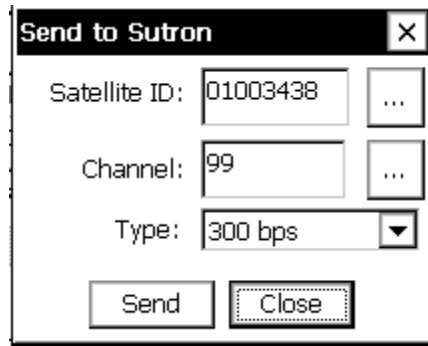 Send to Sutron
Satellite ID: 01003438 ...
Channel: 99 ...
Type: 300 bps
Send Close